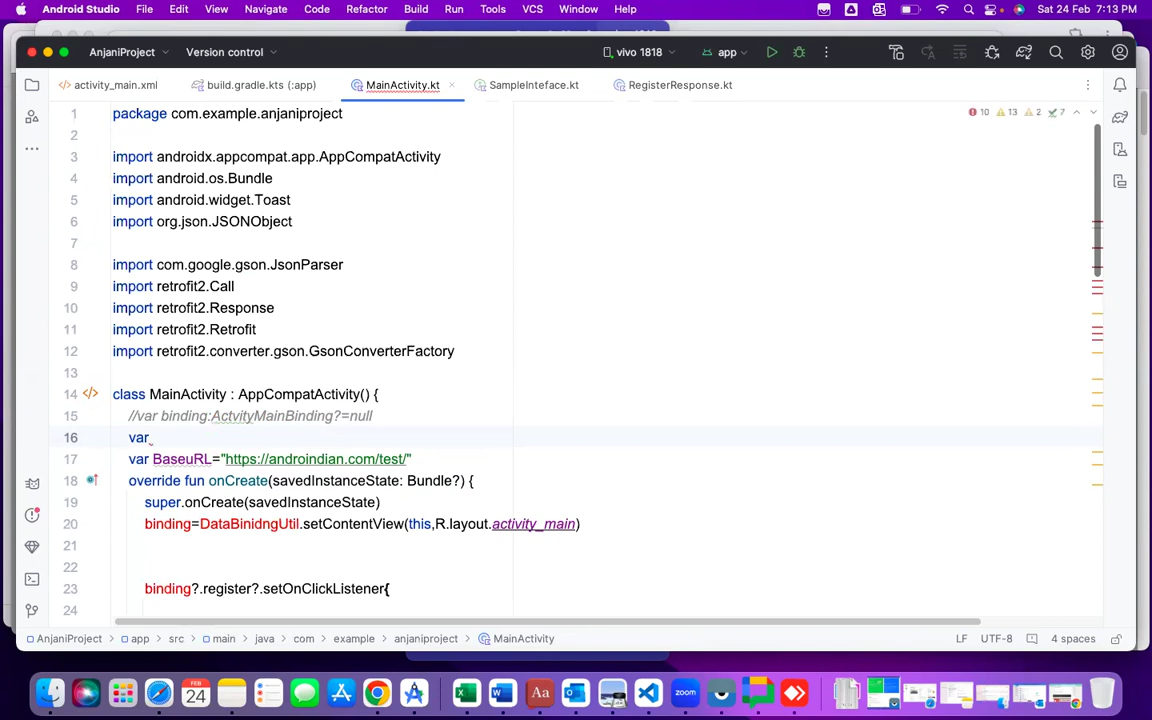 Android Studio File Edit View Navigate Code Refactor Build Run Tools VCS Window Help Sat 24 Feb 7:13 PM
AnjaniProject Version control vivo 1818 app
activity_main.xml build.gradle.kts (:app) MainActivity.kt SampleInteface.kt RegisterResponse.kt
1 package com.example.anjaniproject 10 13 2 7
2
3 import androidx.appcompat.app.AppCompatActivity
4 import android.os.Bundle
5 import android.widget.Toast
6 import org.json.JSONObject
7
8 import com.google.gson.JsonParser
9 import retrofit2.Call
10 import retrofit2.Response
11 import retrofit2.Retrofit
12 import retrofit2.converter.gson.GsonConverterFactory
13
14 class MainActivity : AppCompatActivity() {
15 //var binding:ActvityMainBinding?=null
16 var
17 var BaseuRL="https://androindian.com/test/"
18 override fun onCreate(savedInstanceState: Bundle?) {
19 super.onCreate(savedInstanceState)
20 binding=DataBinidngUtil.setContentView(this,R.layout.activity_main)
21
22
23 binding?.register?.setOnClickListener{
24
AnjaniProject app src main java com example anjaniproject MainActivity LF UTF-8 4 spaces
FEB
24 Aa zoom